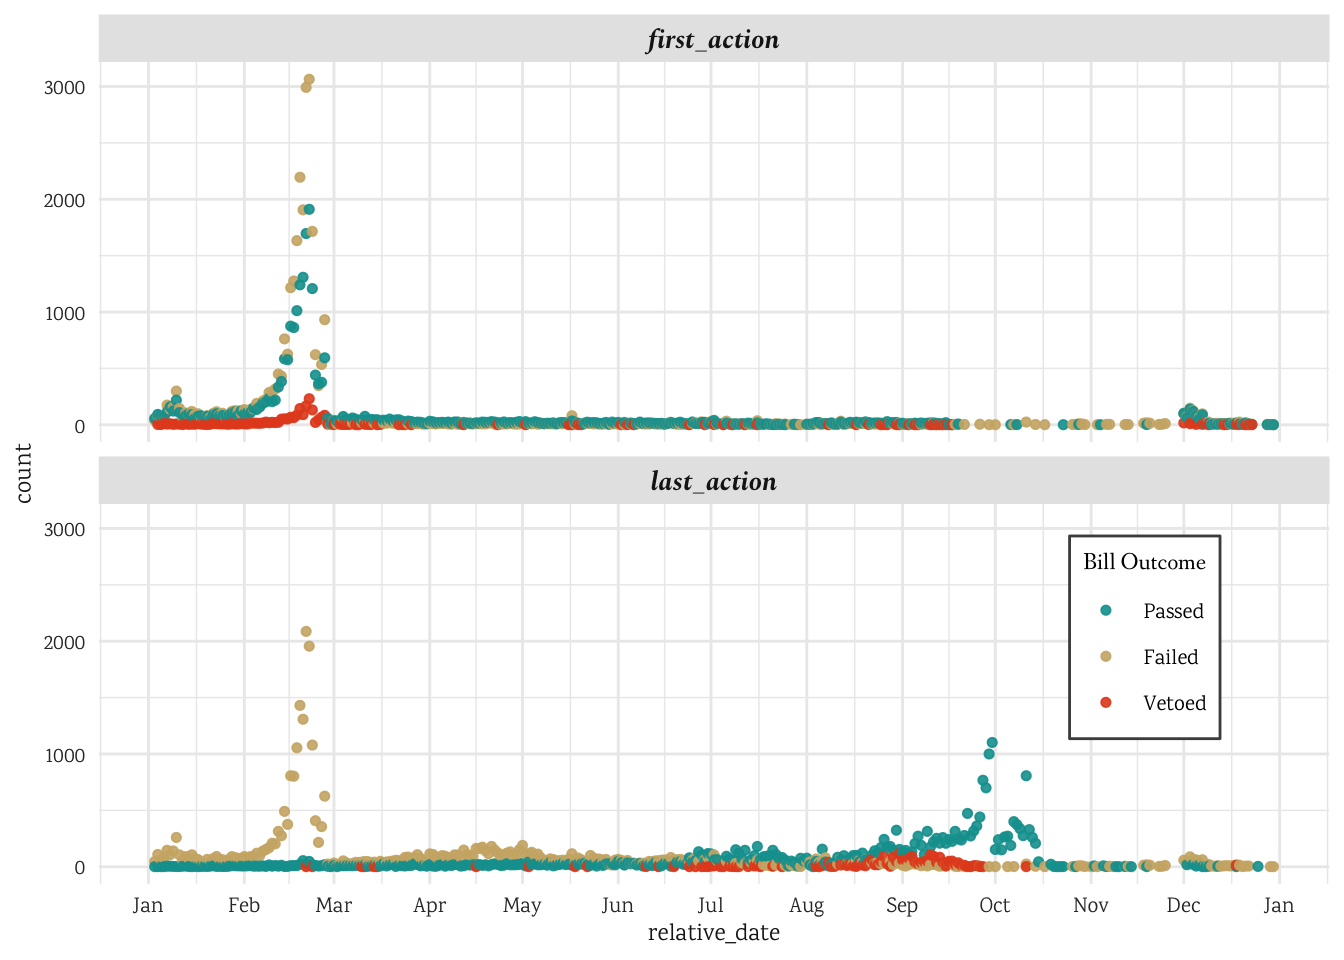 first_action
3000
2000
1000
0
count
last_action
3000
2000
1000
0
Bill Outcome
Passed
Failed
Vetoed
Jan Feb Mar Apr May Jun Jul Aug Sep Oct Nov Dec Jan
relative_date